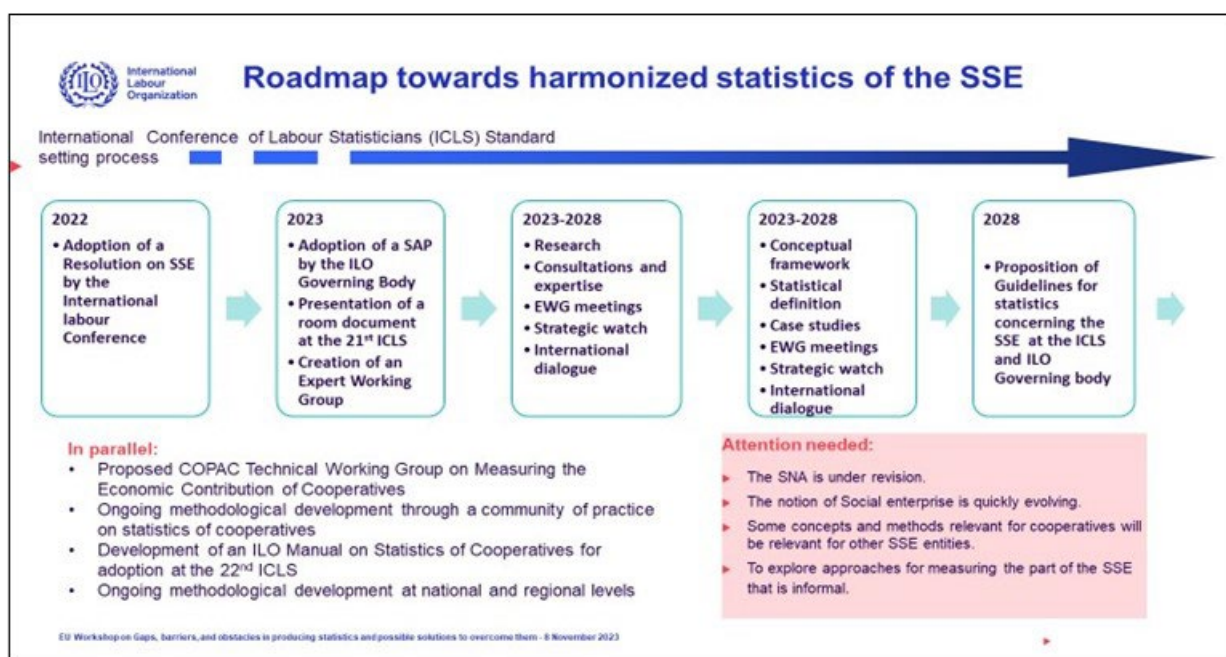 International
Labour
Organization
Roadmap towards harmonized statistics of the SSE
International Conference of Labour Statisticians (ICLS) Standard
setting process
2022
• Adoption of a
Resolution on SSE
by the
International
labour
Conference
2023
• Adoption of a SAP
by the ILO
Governing Body
• Presentation of a
room document
at the 21st ICLS
• Creation of an
Expert Working
Group
2023-2028
• Research
• Consultations and
expertise
• EWG meetings
• Strategic watch
• International
dialogue
2023-2028
• Conceptual
framework
• Statistical
definition
• Case studies
• EWG meetings
• Strategic watch
• International
dialogue
2028
• Proposition of
Guidelines for
statistics
concerning the
SSE at the ICLS
and ILO
Governing body
In parallel:
• Proposed COPAC Technical Working Group on Measuring the
Economic Contribution of Cooperatives
• Ongoing methodological development through a community of practice
on statistics of cooperatives
• Development of an ILO Manual on Statistics of Cooperatives for
adoption at the 22nd ICLS
• Ongoing methodological development at national and regional levels
Attention needed:
The SNA is under revision.
The notion of Social enterprise is quickly evolving.
Some concepts and methods relevant for cooperatives will
be relevant for other SSE entities.
To explore approaches for measuring the part of the SSE
that is informal.
EU Workshop on Gaps, barriers, and obstacles in producing statistics and possible solutions to overcome them - 8 November 2023